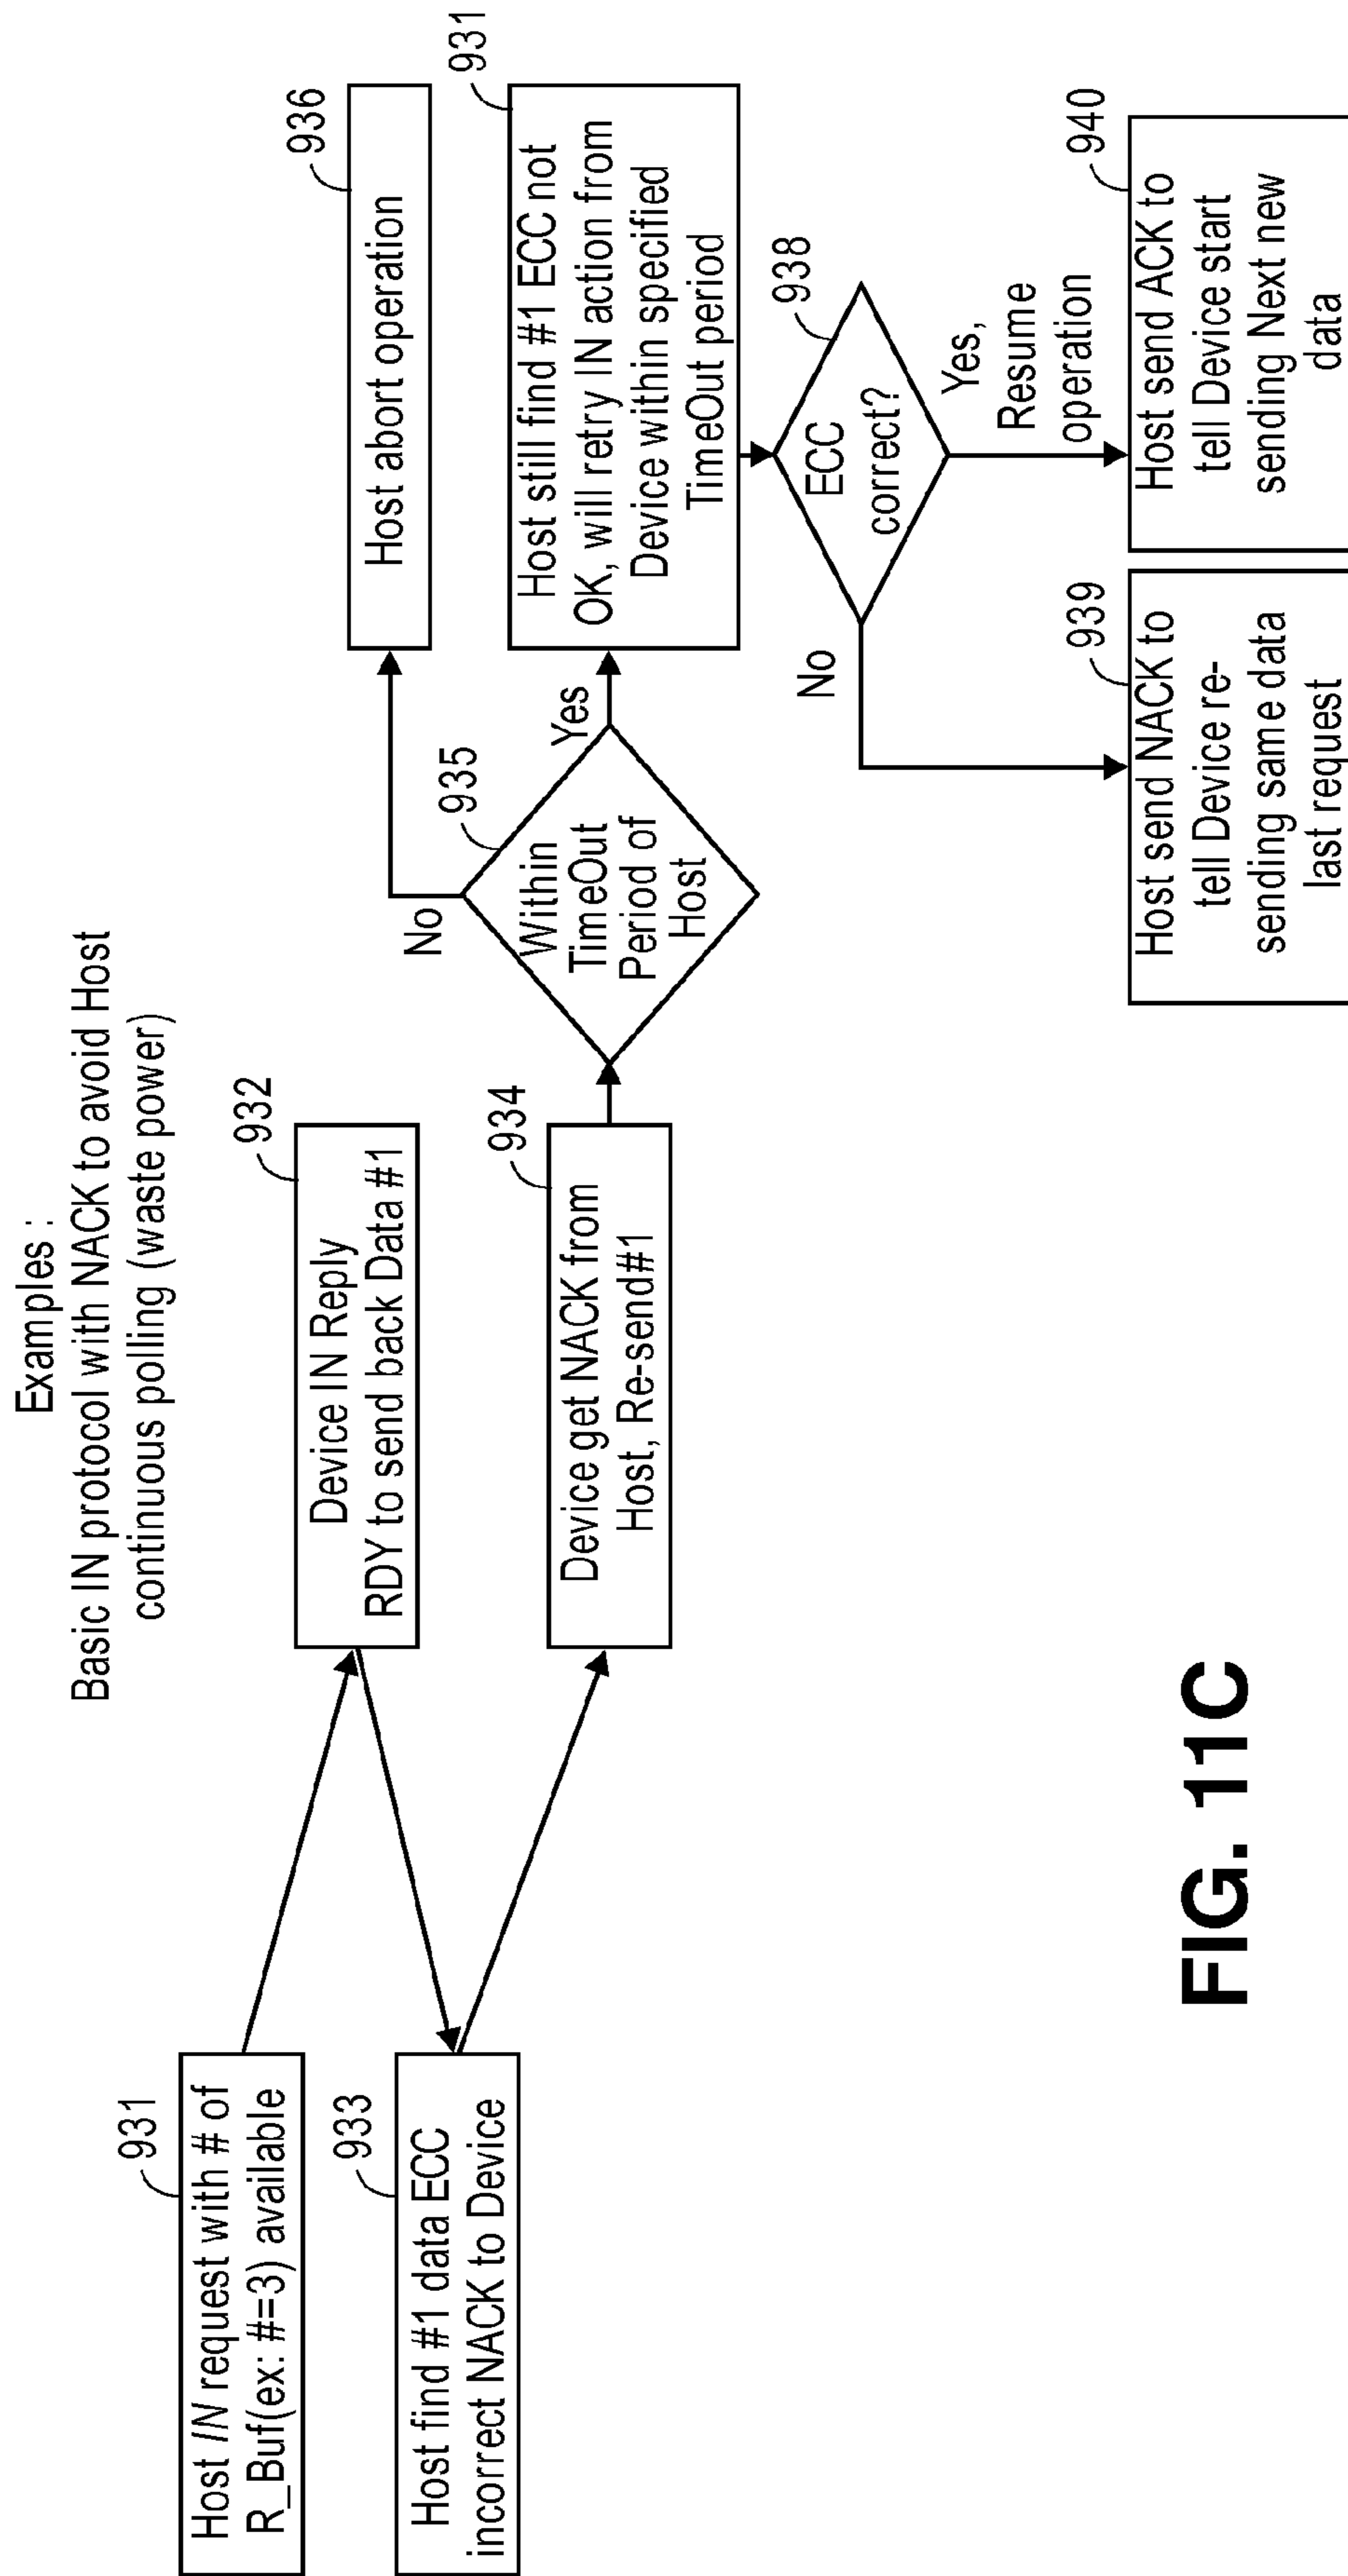 Examples :
Basic IN protocol with NACK to avoid Host
continuous polling (waste power)
931
Host IN request with # of
R_Buf(ex: #=3) available
932
Device IN Reply
RDY to send back Data #1
933
Host find #1 data ECC
incorrect NACK to Device
934
Device get NACK from
Host, Re-send#1
935
Within
TimeOut
Period of
Host
No
Yes
936
Host abort operation
931
Host still find #1 ECC not
OK, will retry IN action from
Device within specified
TimeOut period
938
ECC
correct?
No
Yes,
Resume
operation
939
Host send NACK to
tell Device re-
sending same data
last request
940
Host send ACK to
tell Device start
sending Next new
data
FIG. 11C